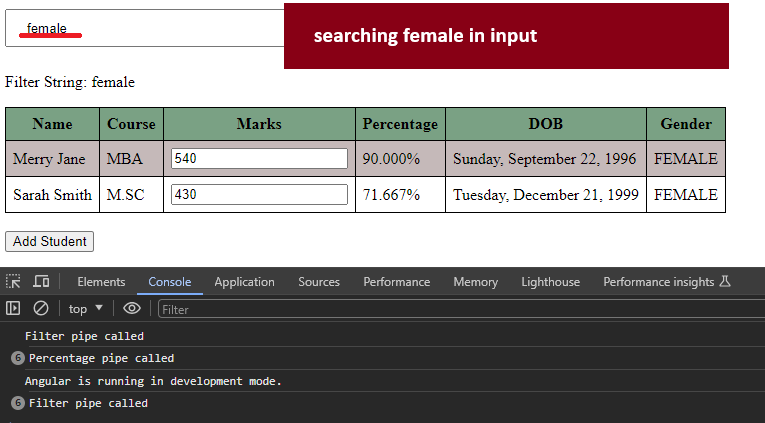 female
searching female in input
Filter String: female
Name Course Marks Percentage DOB Gender
Merry Jane MBA 540 90.000% Sunday, September 22, 1996 FEMALE
Sarah Smith M.SC 430 71.667% Tuesday, December 21, 1999 FEMALE
Add Student
Elements Console Application Sources Performance Memory Lighthouse Performance insights
top Filter
Filter pipe called
6 Percentage pipe called
Angular is running in development mode.
6 Filter pipe called